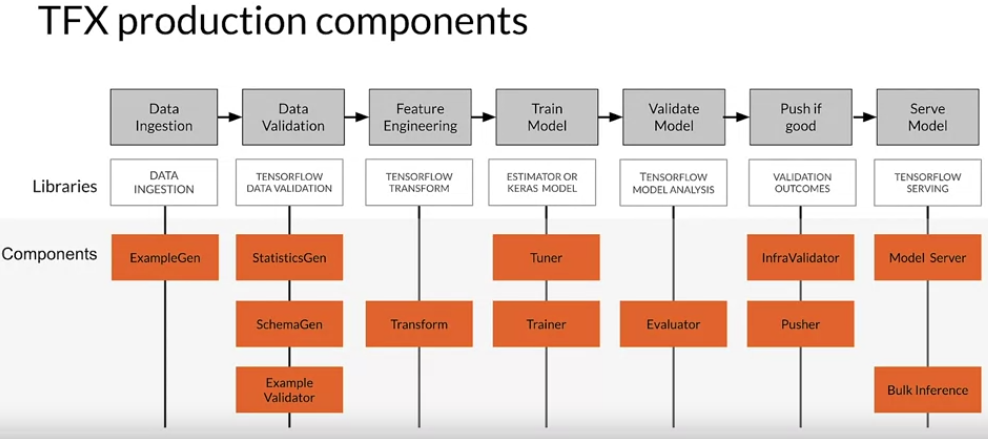 TFX production components
Data
Ingestion
Data
Validation
Feature
Engineering
Train
Model
Validate
Model
Push if
good
Serve
Model
Libraries
DATA
INGESTION
TENSORFLOW
DATA VALIDATION
TENSORFLOW
TRANSFORM
ESTIMATOR OR
KERAS MODEL
TENSORFLOW
MODEL ANALYSIS
VALIDATION
OUTCOMES
TENSORFLOW
SERVING
Components
ExampleGen
StatisticsGen
Tuner
InfraValidator
Model Server
SchemaGen
Transform
Trainer
Evaluator
Pusher
Example
Validator
Bulk Inference